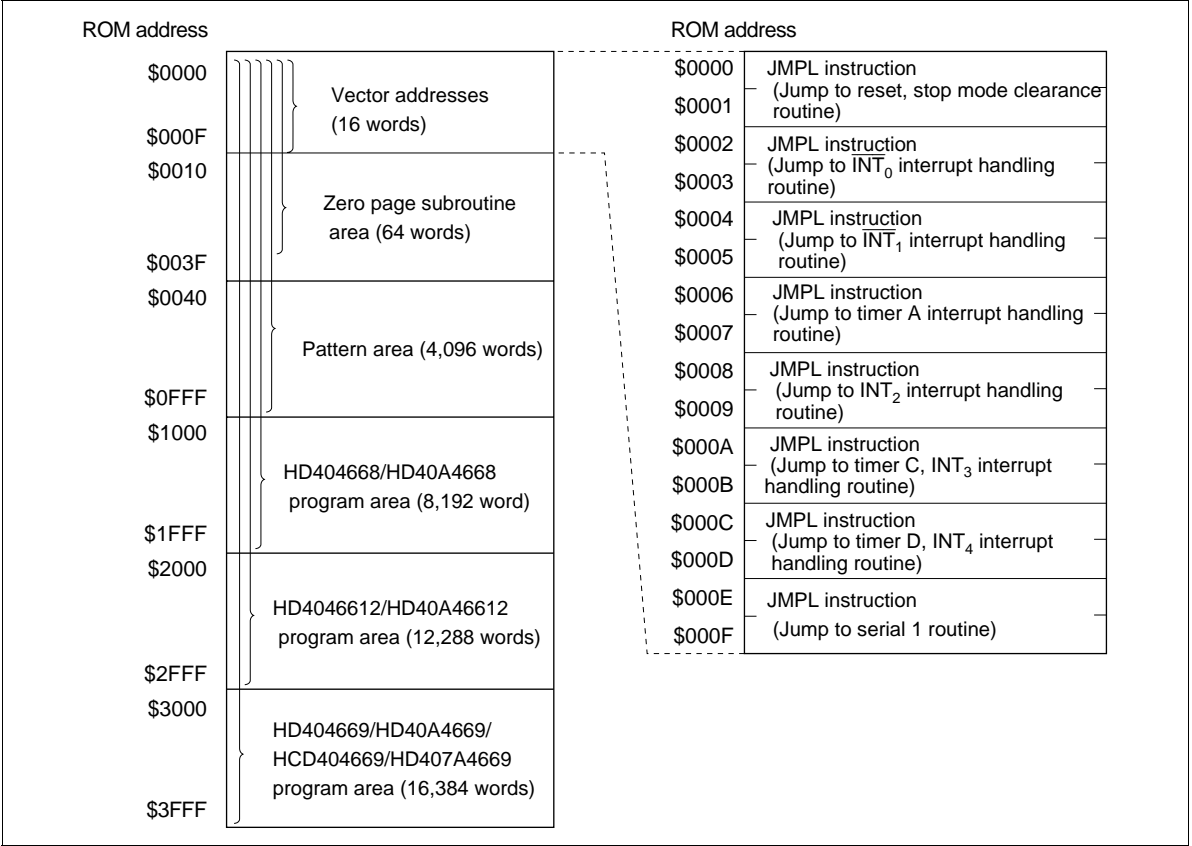 ROM address
$0000
Vector addresses
(16 words)
$000F
$0010
Zero page subroutine
area (64 words)
$003F
$0040
Pattern area (4,096 words)
$0FFF
$1000
HD404668/HD40A4668
program area (8,192 word)
$1FFF
$2000
HD4046612/HD40A46612
program area (12,288 words)
$2FFF
$3000
HD404669/HD40A4669/
HCD404669/HD407A4669
program area (16,384 words)
$3FFF
ROM address
$0000 JMPL instruction
(Jump to reset, stop mode clearance
$0001
routine)
$0002 JMPL instruction
(Jump to I̅N̅T̅₀ interrupt handling
$0003
routine)
$0004 JMPL instruction
(Jump to I̅N̅T̅₁ interrupt handling
$0005
routine)
$0006 JMPL instruction
(Jump to timer A interrupt handling
$0007
routine)
$0008 JMPL instruction
(Jump to INT₂ interrupt handling
$0009
routine)
$000A JMPL instruction
(Jump to timer C, INT₃ interrupt
$000B
handling routine)
$000C JMPL instruction
(Jump to timer D, INT₄ interrupt
$000D
handling routine)
$000E JMPL instruction
$000F (Jump to serial 1 routine)